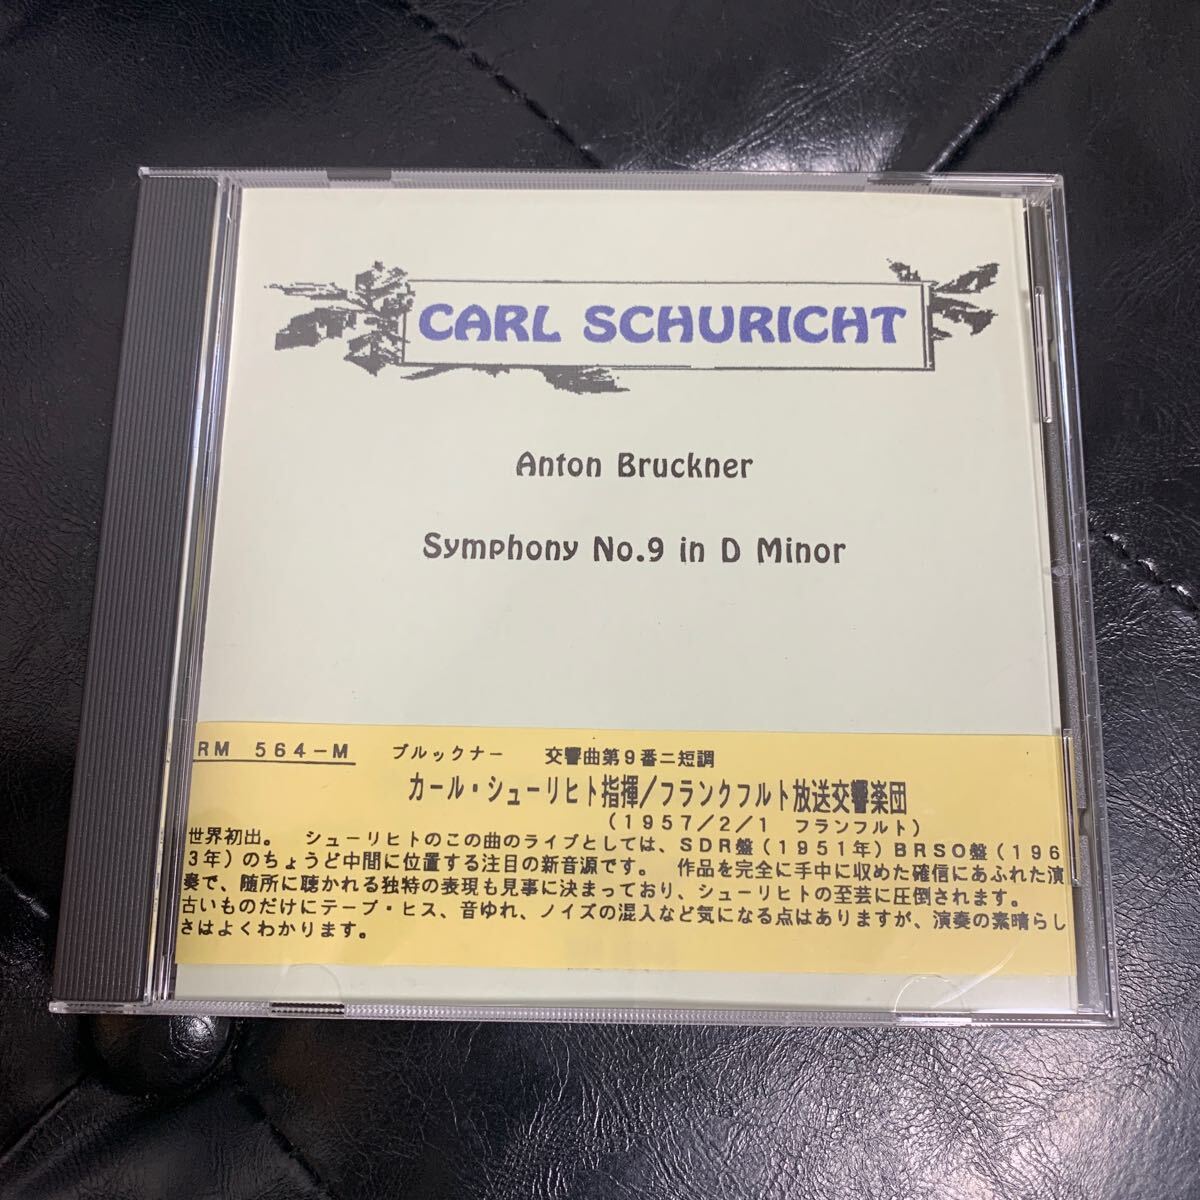 CARL SCHURICHT
Anton Bruckner
Symphony No.9 in D Minor
RM 564-M ブルックナー 交響曲第9番ニ短調
カール・シューリヒト指揮/フランクフルト放送交響楽団
(1957/2/1 フランフルト)
世界初出。 シューリヒトのこの曲のライブとしては、SDR盤(1951年)BRSO盤(196
3年)のちょうど中間に位置する注目の新音源です。 作品を完全に手中に収めた確信にあふれた演
奏で、随所に聴かれる独特の表現も見事に決まっており、シューリヒトの至芸に圧倒されます。
古いものだけにテープ・ヒス、音ゆれ、ノイズの混入など気になる点はありますが、演奏の素晴らし
さはよくわかります。